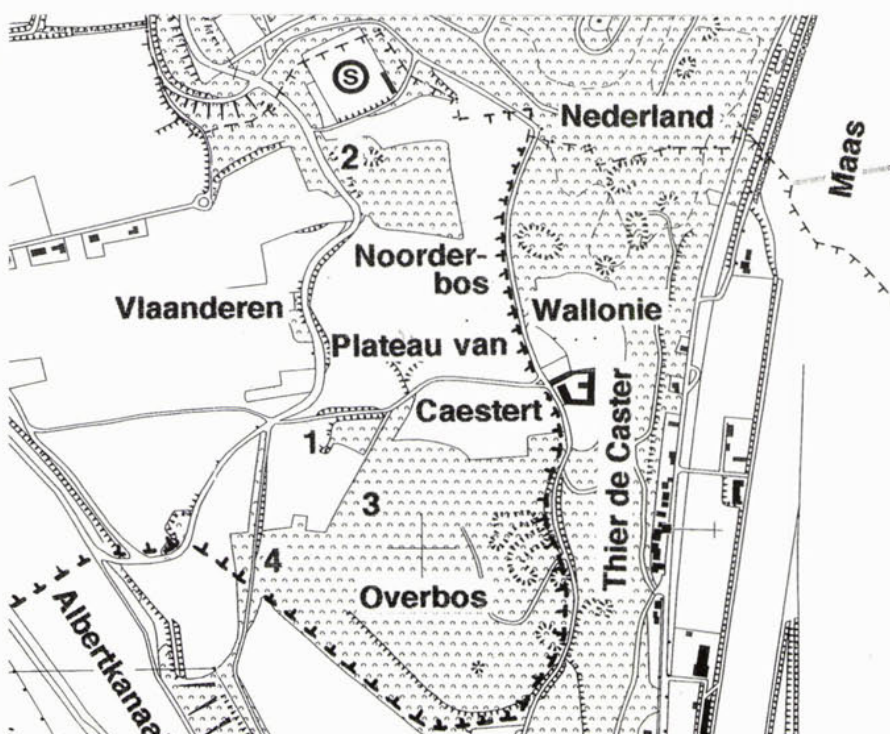 S
Nederland
Maas
2
Noorder-
bos
Vlaanderen
Wallonie
Plateau van
Caestert
1
Thier de Caster
3
4
Overbos
Albertkanaa